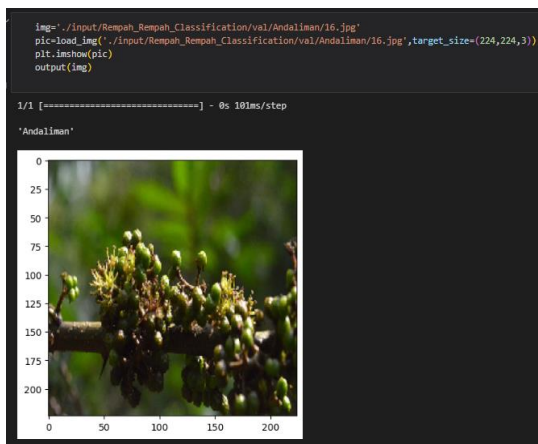 img='./input/Rempah_Rempah_Classification/val/Andaliman/16.jpg'
pic=load_img('./input/Rempah_Rempah_Classification/val/Andaliman/16.jpg',target_size=(224,224,3))
plt.imshow(pic)
output(img)
1/1 [==============================] - 0s 101ms/step
'Andaliman'
0
25
50
75
100
125
150
175
200
0 50 100 150 200